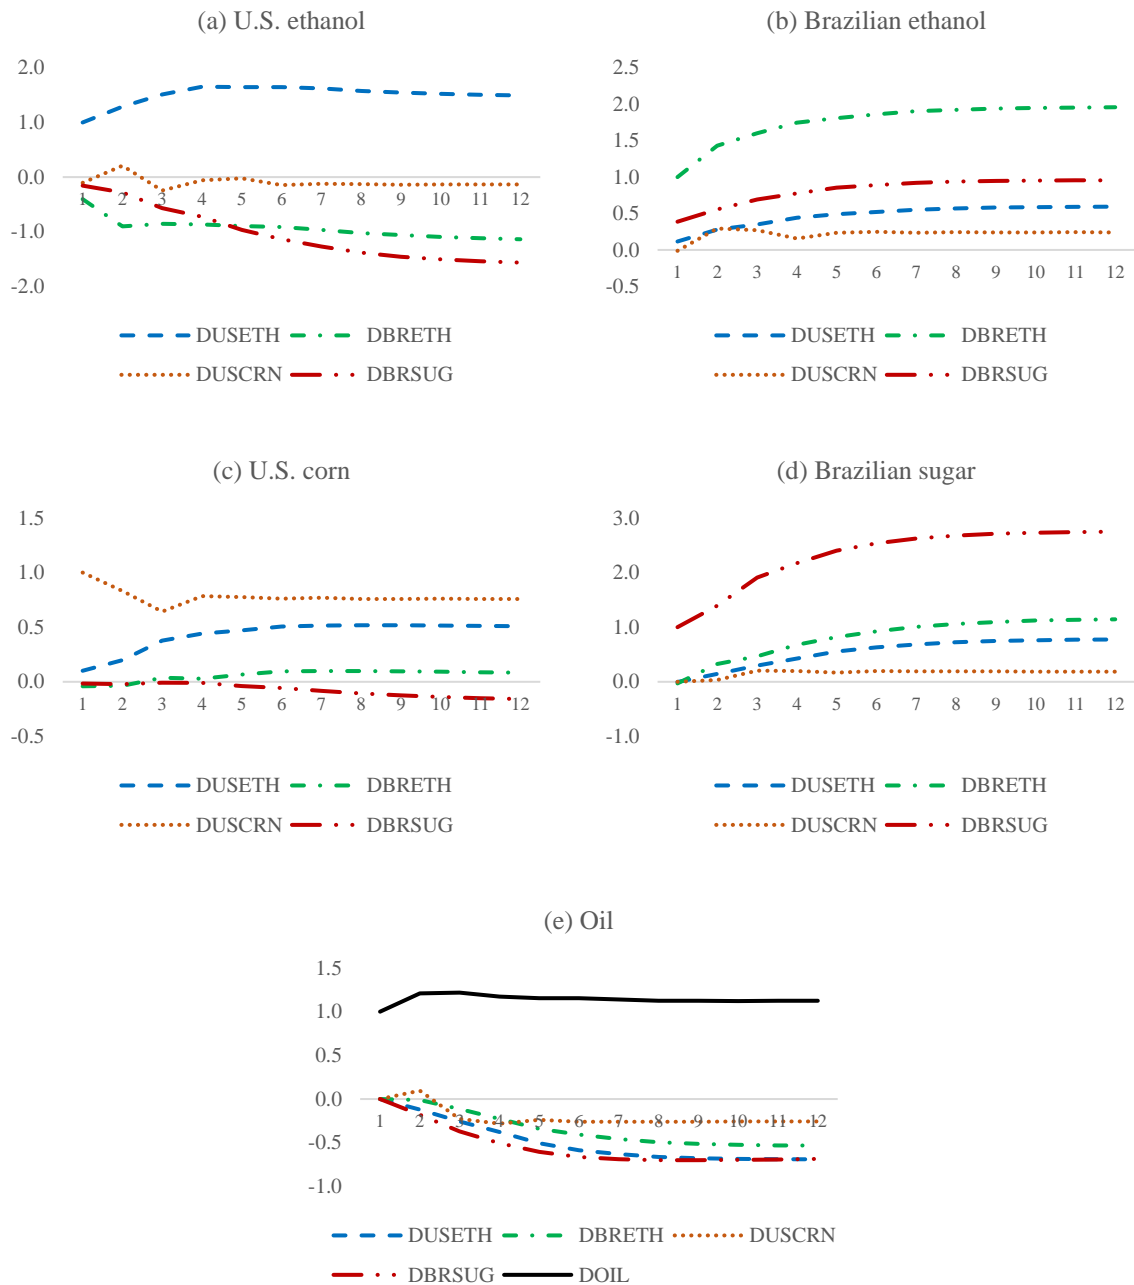 (a) U.S. ethanol
2.0
1.0
0.0
-1.0
-2.0
1 2 3 4 5 6 7 8 9 10 11 12
DUSETH DBRETH
DUSCRN DBRSUG
(b) Brazilian ethanol
2.5
2.0
1.5
1.0
0.5
0.0
-0.5
1 2 3 4 5 6 7 8 9 10 11 12
DUSETH DBRETH
DUSCRN DBRSUG
(c) U.S. corn
1.5
1.0
0.5
0.0
-0.5
1 2 3 4 5 6 7 8 9 10 11 12
DUSETH DBRETH
DUSCRN DBRSUG
(d) Brazilian sugar
3.0
2.0
1.0
0.0
-1.0
1 2 3 4 5 6 7 8 9 10 11 12
DUSETH DBRETH
DUSCRN DBRSUG
(e) Oil
1.5
1.0
0.5
0.0
-0.5
-1.0
1 2 3 4 5 6 7 8 9 10 11 12
DUSETH DBRETH DUSCRN
DBRSUG DOIL